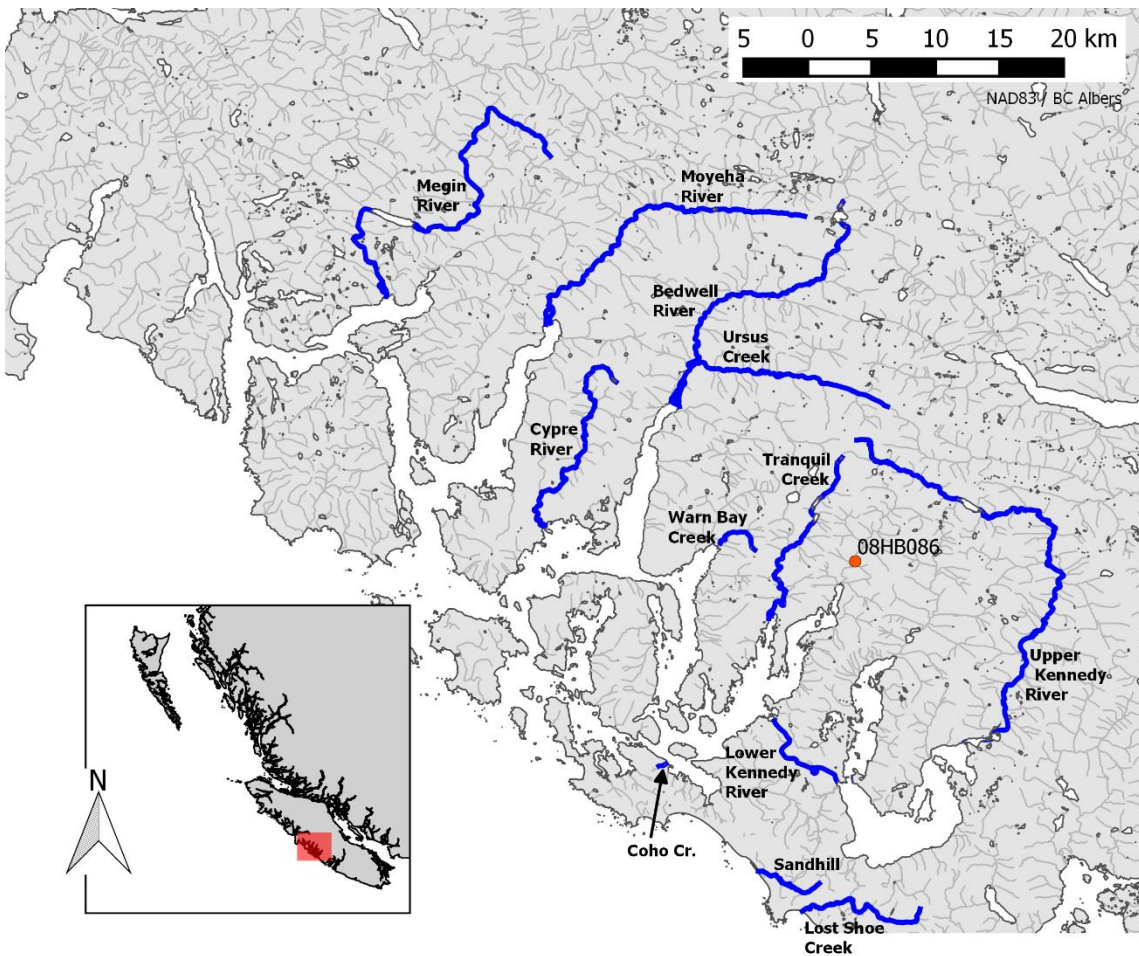 5 0 5 10 15 20 km
NAD83 / BC Albers
Megin
River
Moyeha
River
Bedwell
River
Ursus
Creek
Cypre
River
Tranquil
Creek
Warn Bay
Creek
08HB086
Upper
Kennedy
River
Lower
Kennedy
River
N
Coho Cr.
Sandhill
Lost Shoe
Creek